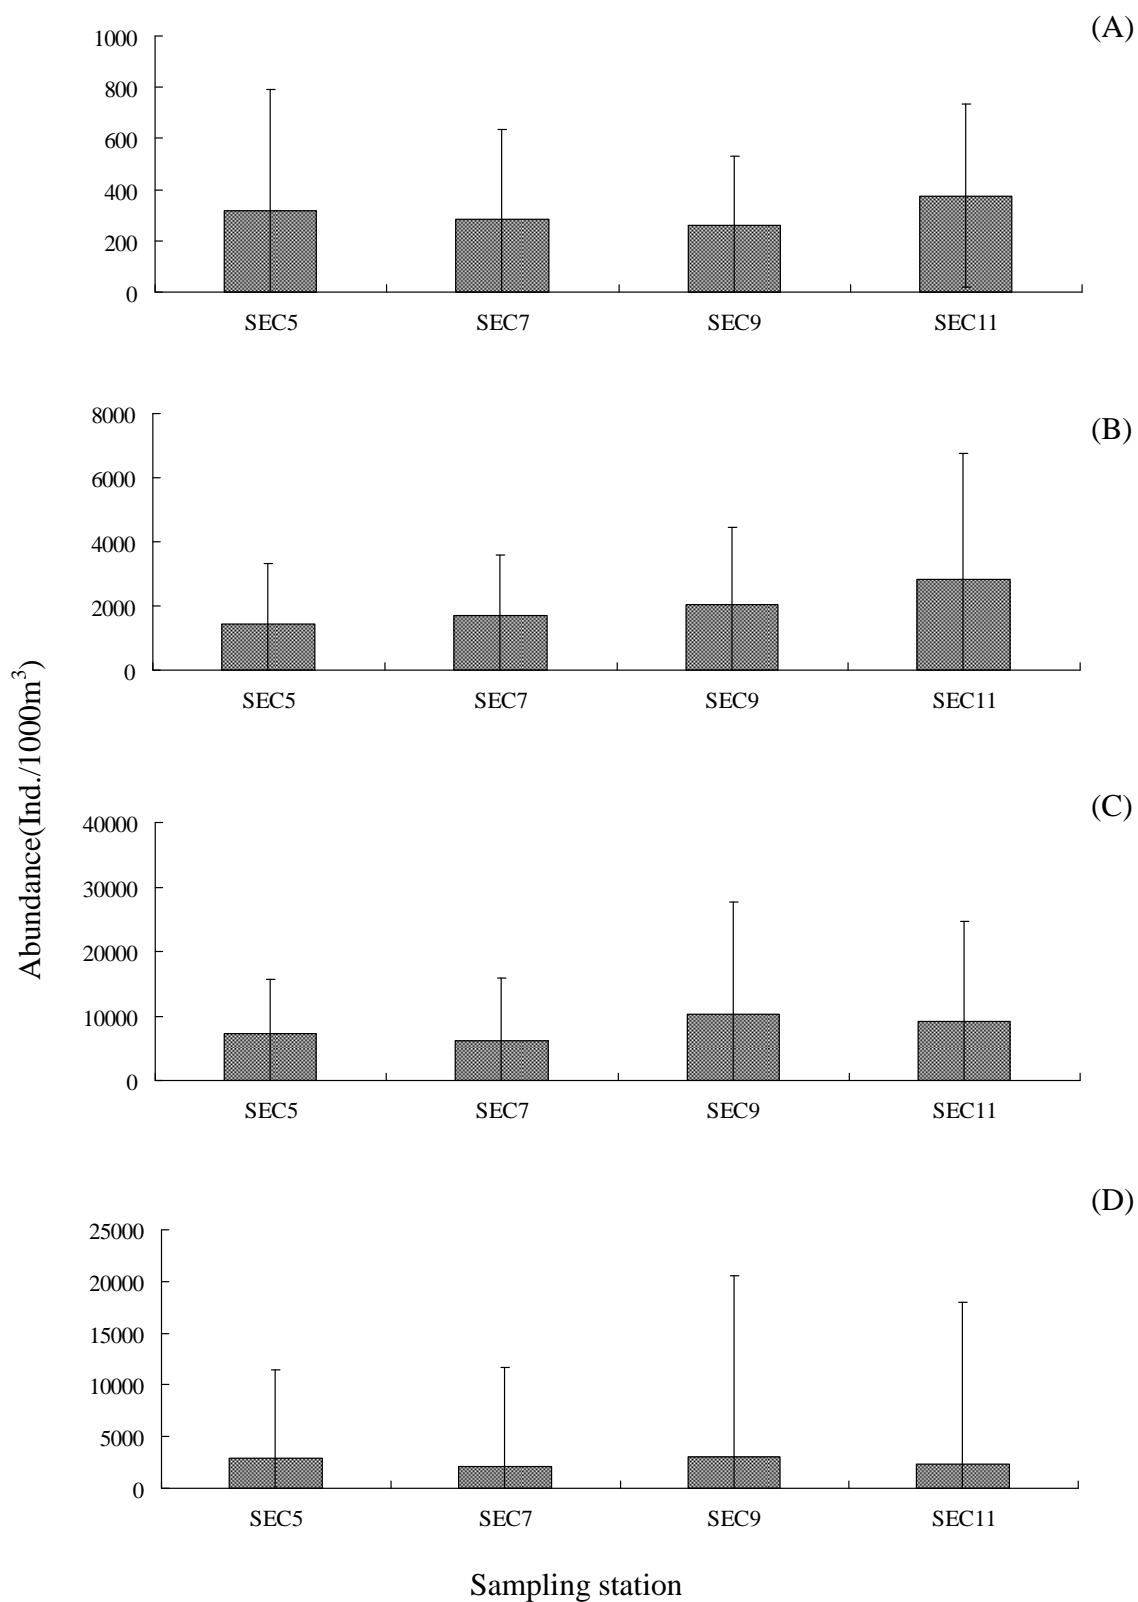 (A)
1000
800
600
400
200
0
SEC5 SEC7 SEC9 SEC11
(B)
8000
6000
4000
2000
0
SEC5 SEC7 SEC9 SEC11
Abundance(Ind./1000m³)
(C)
40000
30000
20000
10000
0
SEC5 SEC7 SEC9 SEC11
(D)
25000
20000
15000
10000
5000
0
SEC5 SEC7 SEC9 SEC11
Sampling station